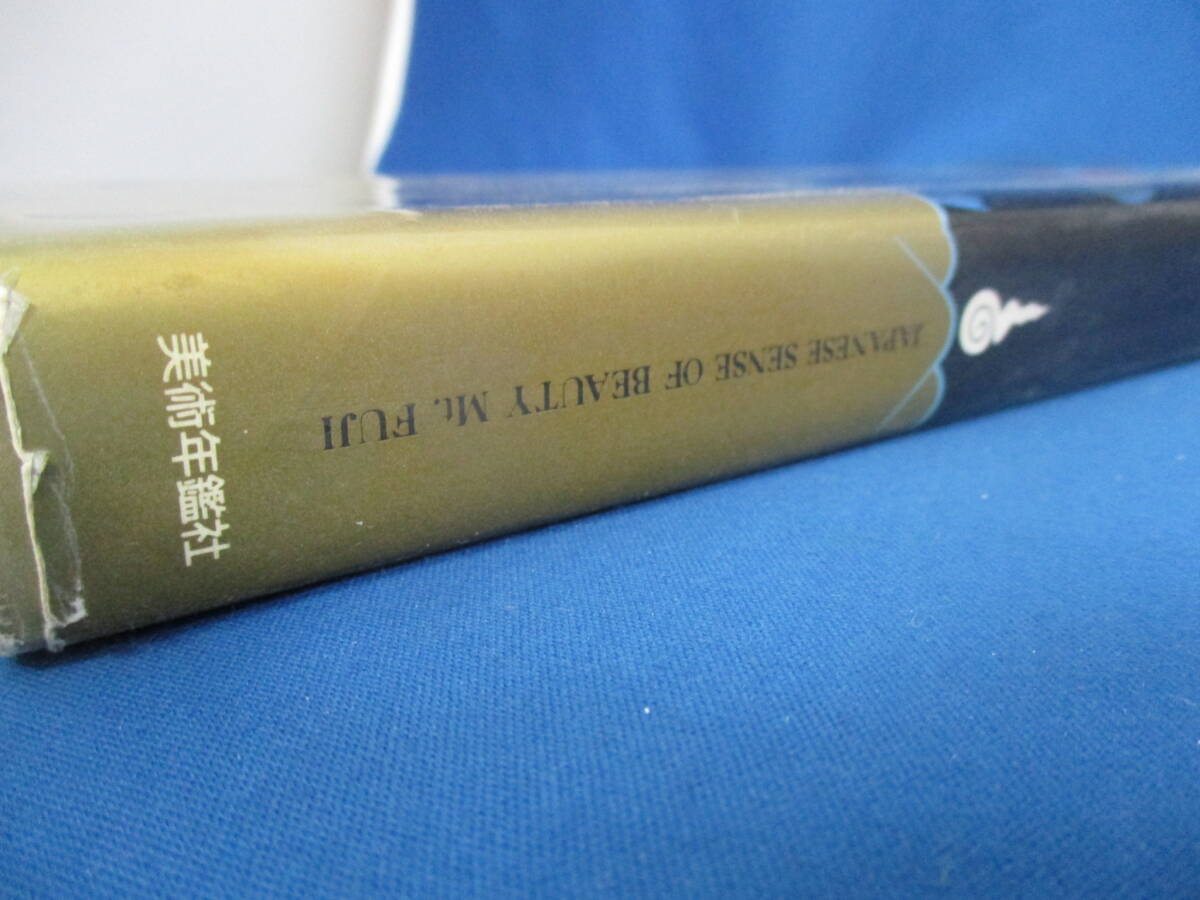 JAPANESE SENSE OF BEAUTY Mt. FUJI
美術年鑑社